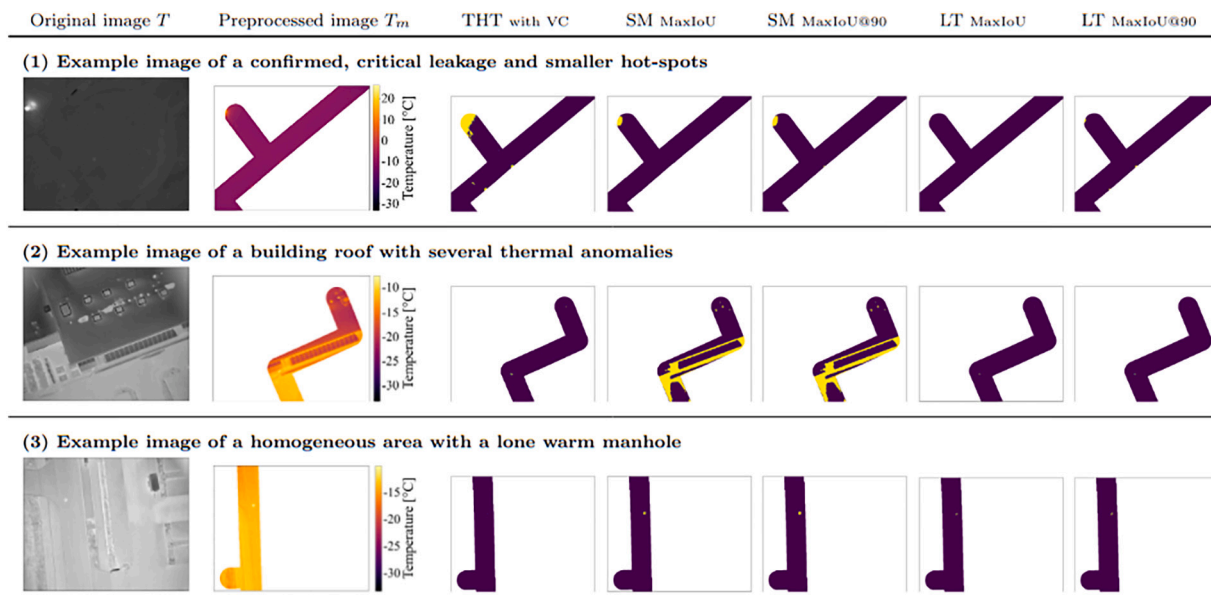 Original image T Preprocessed image Tm THT with VC SM MaxIoU SM MaxIoU@90 LT MaxIoU LT MaxIoU@90
(1) Example image of a confirmed, critical leakage and smaller hot-spots
20
10
0
-10
-20
-30
Temperature [°C]
(2) Example image of a building roof with several thermal anomalies
-10
-15
-20
-25
-30
Temperature [°C]
(3) Example image of a homogeneous area with a lone warm manhole
-15
-20
-25
-30
Temperature [°C]